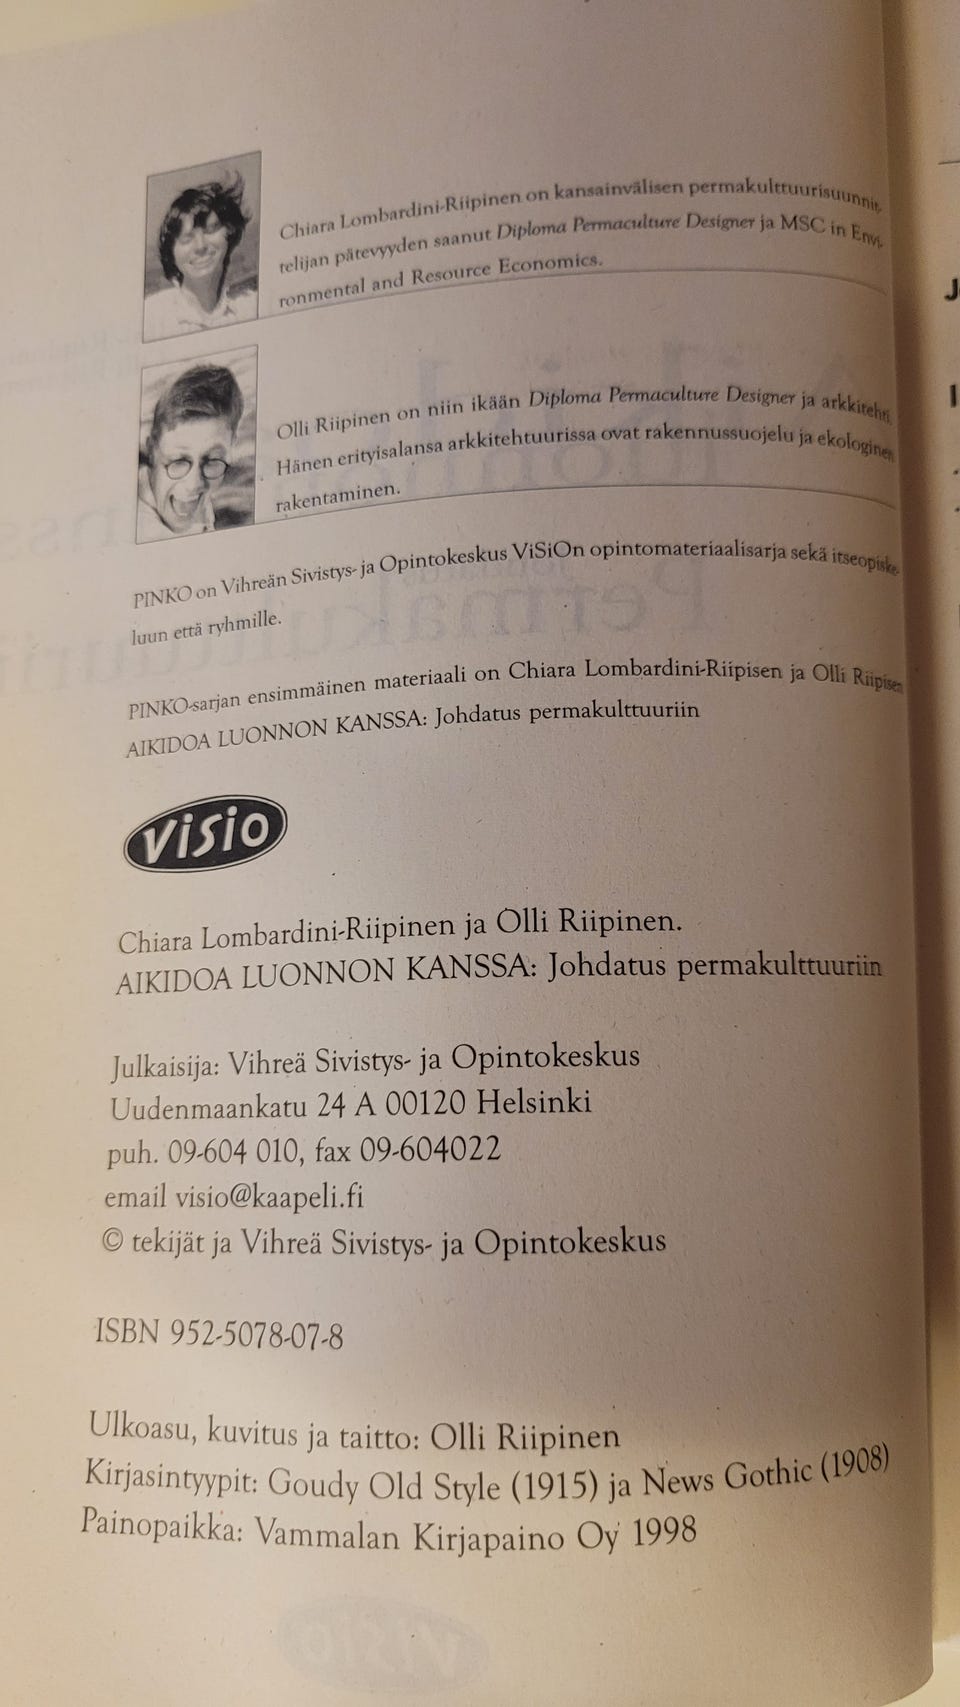 Chiara Lombardini-Riipinen on kansainvälisen permakulttuurisuunnit-
telijan pätevyyden saanut Diploma Permaculture Designer ja MSC in Envi-
ronmental and Resource Economics.
Olli Riipinen on niin ikään Diploma Permaculture Designer ja arkkitehti.
Hänen erityisalansa arkkitehtuurissa ovat rakennussuojelu ja ekologinen
rakentaminen.
PINKO on Vihreän Sivistys- ja Opintokeskus ViSiOn opintomateriaalisarja sekä itseopiske-
luun että ryhmille.
PINKO-sarjan ensimmäinen materiaali on Chiara Lombardini-Riipisen ja Olli Riipisen
AIKIDOA LUONNON KANSSA: Johdatus permakulttuuriin
ViSiO
Chiara Lombardini-Riipinen ja Olli Riipinen.
AIKIDOA LUONNON KANSSA: Johdatus permakulttuuriin
Julkaisija: Vihreä Sivistys- ja Opintokeskus
Uudenmaankatu 24 A 00120 Helsinki
puh. 09-604 010, fax 09-604022
email visio@kaapeli.fi
© tekijät ja Vihreä Sivistys- ja Opintokeskus
ISBN 952-5078-07-8
Ulkoasu, kuvitus ja taitto: Olli Riipinen
Kirjasintyypit: Goudy Old Style (1915) ja News Gothic (1908)
Painopaikka: Vammalan Kirjapaino Oy 1998